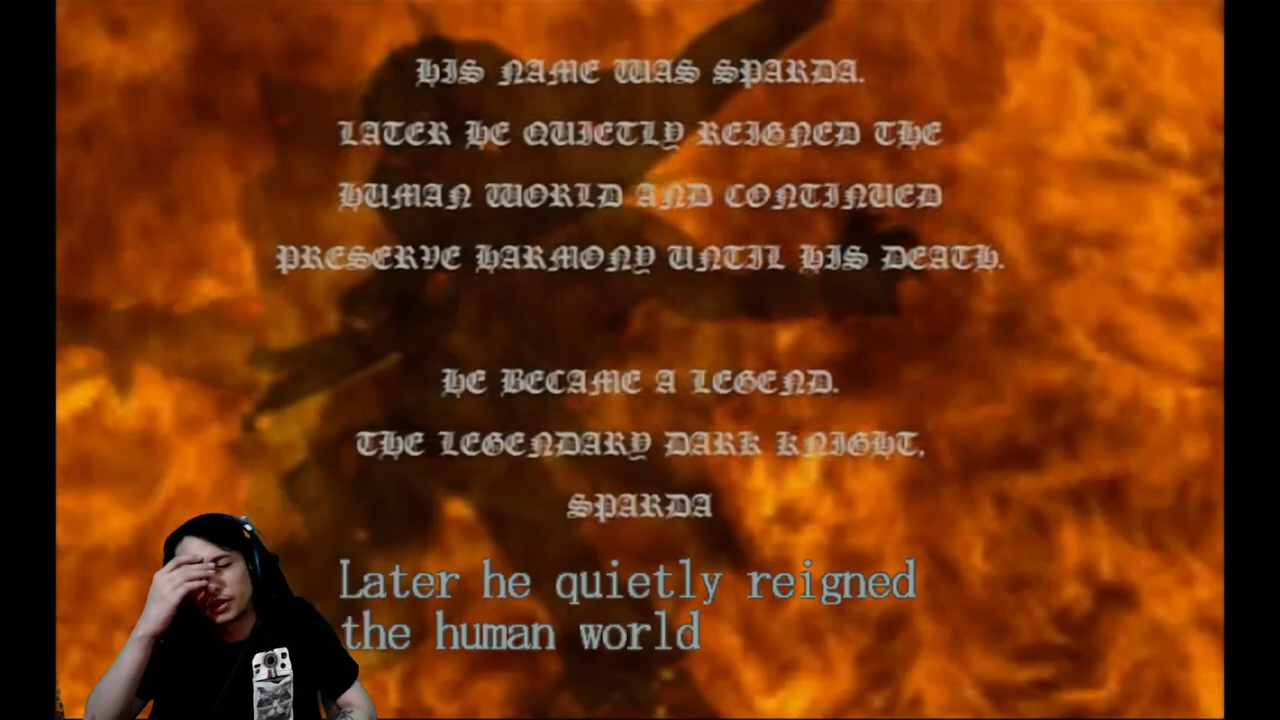 HIS NAME WAS SPARDA.
LATER HE QUIETLY REIGNED THE
HUMAN WORLD AND CONTINUED
PRESERVE HARMONY UNTIL HIS DEATH.
HE BECAME A LEGEND.
THE LEGENDARY DARK KNIGHT,
SPARDA
Later he quietly reigned
the human world